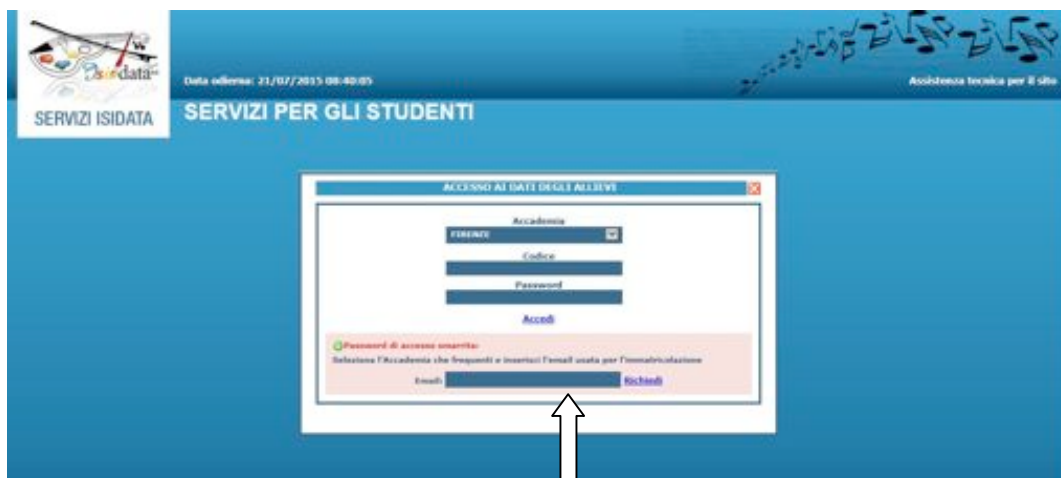 Isidata
SERVIZI ISIDATA
Data odierna: 21/07/2015 08:40:05
Assistenza tecnica per il sito
SERVIZI PER GLI STUDENTI
ACCESSO AI DATI DEGLI ALLIEVI
Accademia
FIRENZE
Codice
Password
Accedi
Password di accesso smarrita:
Seleziona l'Accademia che frequenti e inserisci l'email usata per l'immatricolazione
Email: Richiedi